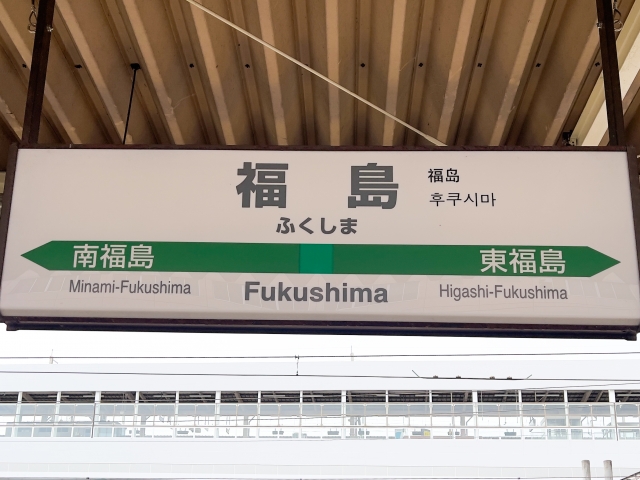 福島
福岛
후쿠시마
ふくしま
南福島
東福島
Minami-Fukushima
Fukushima
Higashi-Fukushima